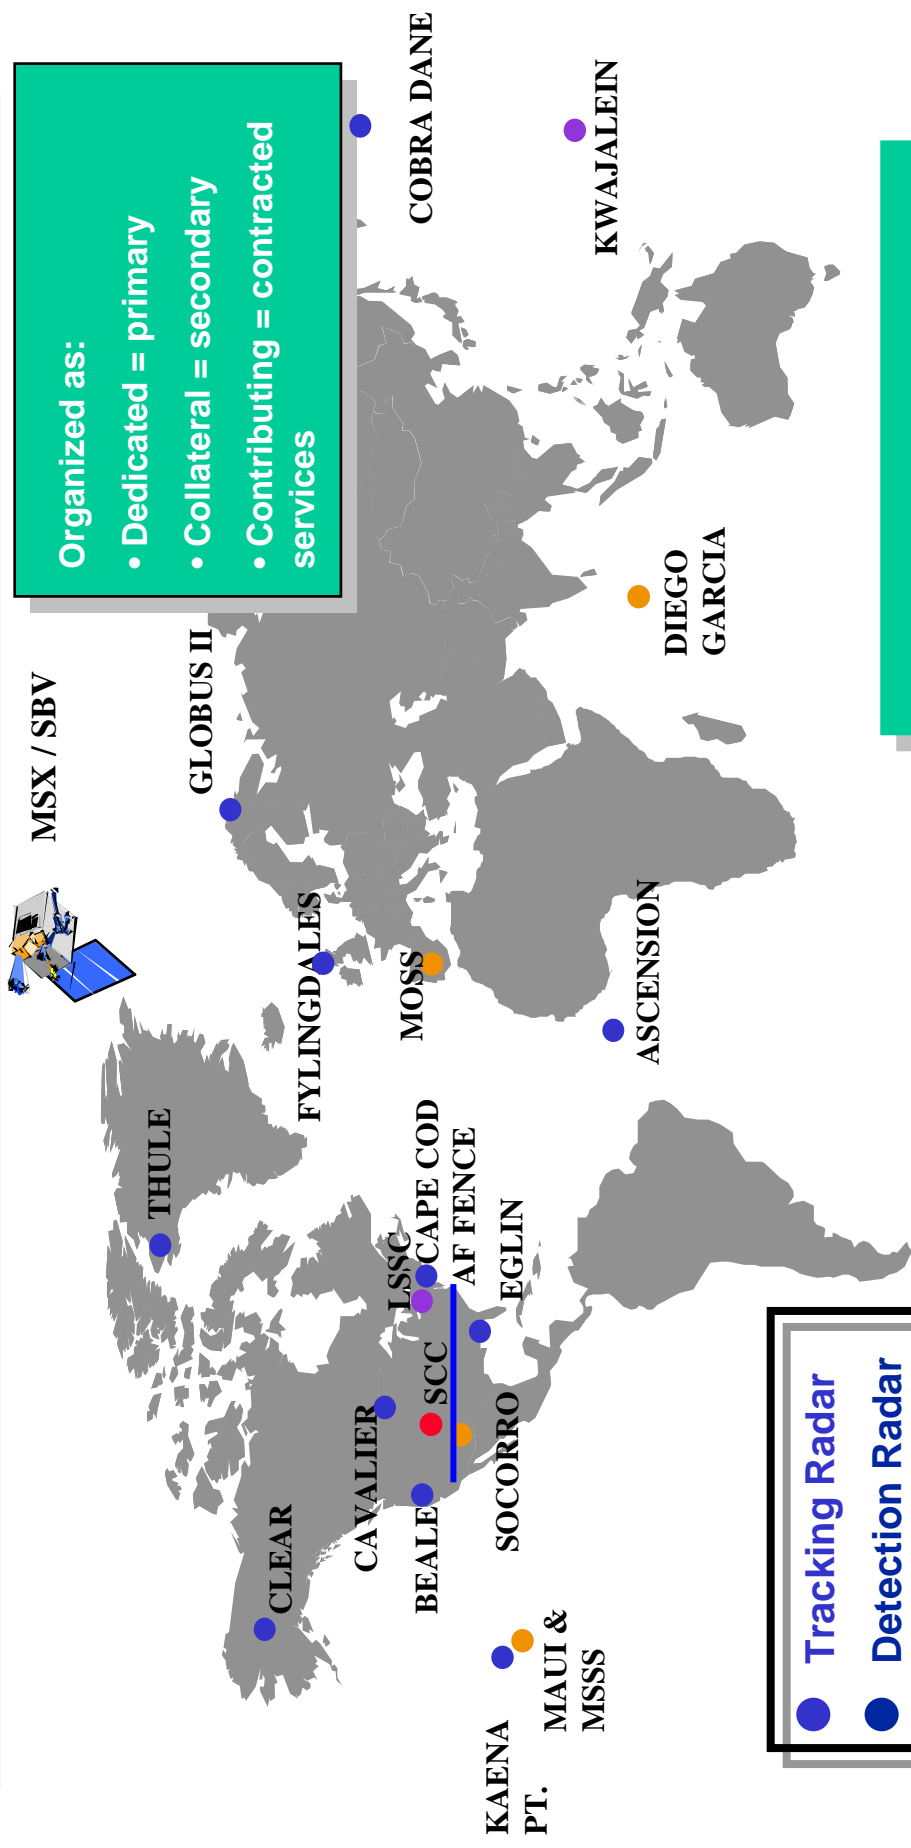 MSX / SBV
Organized as:
• Dedicated = primary
• Collateral = secondary
• Contributing = contracted
services
THULE
GLOBUS II
CLEAR
FYLINGDALES
COBRA DANE
CAVALIER
LSSC
MOSS
BEALE
SCC
CAPE COD
AF FENCE
SOCORRO
EGLIN
KAENA
PT.
MAUI &
MSSS
ASCENSION
DIEGO
GARCIA
KWAJALEIN
Tracking Radar
Detection Radar